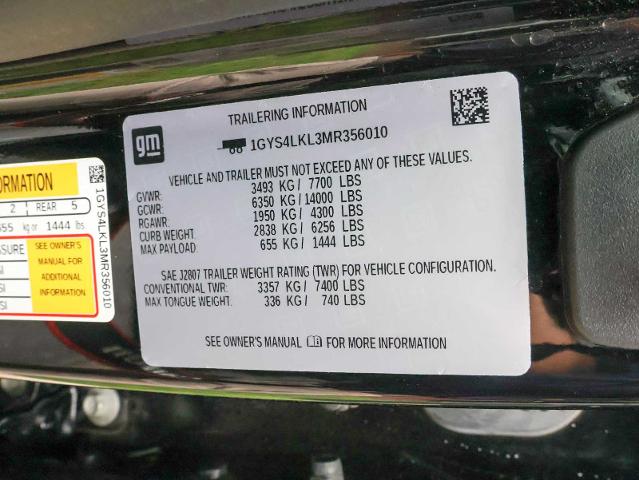 TRAILERING INFORMATION
gm
1GYS4LKL3MR356010
VEHICLE AND TRAILER MUST NOT EXCEED ANY OF THESE VALUES.
GVWR: 3493 KG / 7700 LBS
GCWR: 6350 KG / 14000 LBS
RGAWR: 1950 KG / 4300 LBS
CURB WEIGHT: 2838 KG / 6256 LBS
MAX PAYLOAD: 655 KG / 1444 LBS
SAE J2807 TRAILER WEIGHT RATING (TWR) FOR VEHICLE CONFIGURATION.
CONVENTIONAL TWR: 3357 KG / 7400 LBS
MAX TONGUE WEIGHT: 336 KG / 740 LBS
SEE OWNER'S MANUAL FOR MORE INFORMATION
ORMATION
2 REAR 5
655 kg or 1444 lbs.
SSURE
SI
SI
SI
SEE OWNER'S
MANUAL FOR
ADDITIONAL
INFORMATION
1GYS4LKL3MR356010